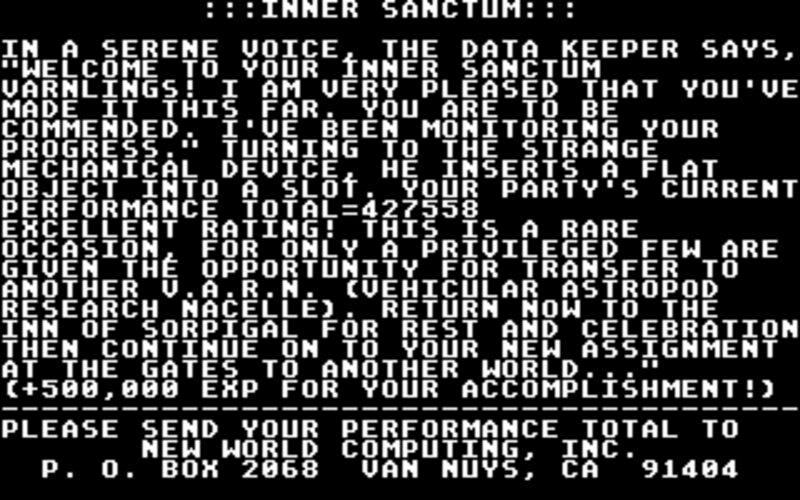 :::INNER SANCTUM:::
IN A SERENE VOICE, THE DATA KEEPER SAYS,
"WELCOME TO YOUR INNER SANCTUM
VARNLINGS! I AM VERY PLEASED THAT YOU'VE
MADE IT THIS FAR. YOU ARE TO BE
COMMENDED. I'VE BEEN MONITORING YOUR
PROGRESS." TURNING TO THE STRANGE
MECHANICAL DEVICE, HE INSERTS A FLAT
OBJECT INTO A SLOT. YOUR PARTY'S CURRENT
PERFORMANCE TOTAL=427558
EXCELLENT RATING! THIS IS A RARE
OCCASION, FOR ONLY A PRIVILEGED FEW ARE
GIVEN THE OPPORTUNITY FOR TRANSFER TO
ANOTHER V.A.R.N. (VEHICULAR ASTROPOD
RESEARCH NACELLE). RETURN NOW TO THE
INN OF SORPIGAL FOR REST AND CELEBRATION
THEN CONTINUE ON TO YOUR NEW ASSIGNMENT
AT THE GATES TO ANOTHER WORLD..."
(+500,000 EXP FOR YOUR ACCOMPLISHMENT!)
----------------------------------------
PLEASE SEND YOUR PERFORMANCE TOTAL TO
NEW WORLD COMPUTING, INC.
P. O. BOX 2068 VAN NUYS, CA 91404